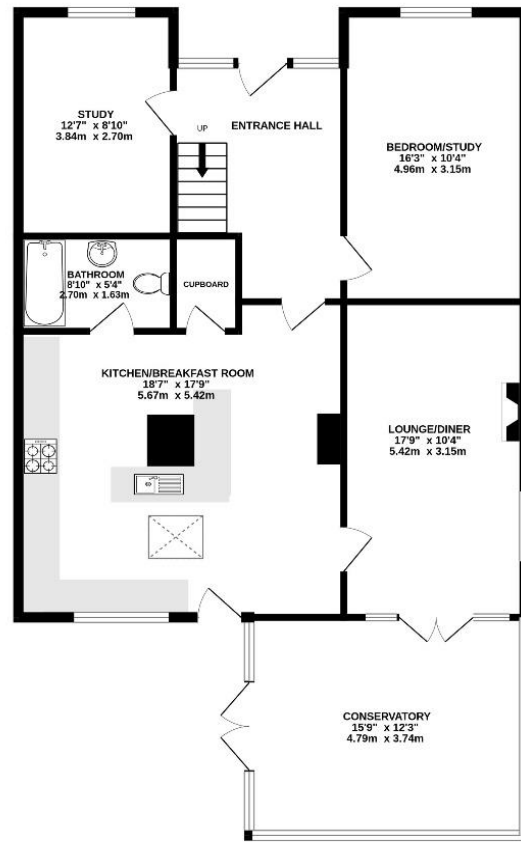 STUDY
12'7" x 8'10"
3.84m x 2.70m
UP
ENTRANCE HALL
BEDROOM/STUDY
16'3" x 10'4"
4.96m x 3.15m
BATHROOM
8'10" x 5'4"
2.70m x 1.63m
CUPBOARD
KITCHEN/BREAKFAST ROOM
18'7" x 17'9"
5.67m x 5.42m
LOUNGE/DINER
17'9" x 10'4"
5.42m x 3.15m
CONSERVATORY
15'9" x 12'3"
4.79m x 3.74m